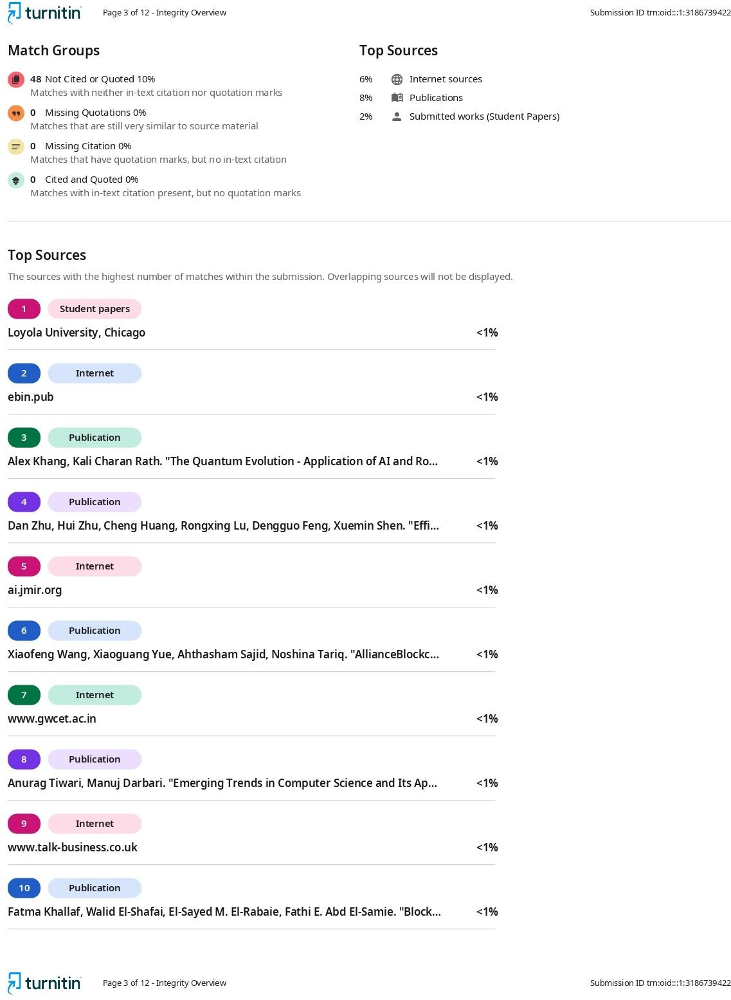 turnitin Page 3 of 12 - Integrity Overview Submission ID trn:oid:::1:3186739422
Match Groups
48 Not Cited or Quoted 10%
Matches with neither in-text citation nor quotation marks
0 Missing Quotations 0%
Matches that are still very similar to source material
0 Missing Citation 0%
Matches that have quotation marks, but no in-text citation
0 Cited and Quoted 0%
Matches with in-text citation present, but no quotation marks
Top Sources
6% Internet sources
8% Publications
2% Submitted works (Student Papers)
Top Sources
The sources with the highest number of matches within the submission. Overlapping sources will not be displayed.
1 Student papers
Loyola University, Chicago <1%
2 Internet
ebin.pub <1%
3 Publication
Alex Khang, Kali Charan Rath. "The Quantum Evolution - Application of AI and Ro... <1%
4 Publication
Dan Zhu, Hui Zhu, Cheng Huang, Rongxing Lu, Dengguo Feng, Xuemin Shen. "Effi... <1%
5 Internet
ai.jmir.org <1%
6 Publication
Xiaofeng Wang, Xiaoguang Yue, Ahthasham Sajid, Noshina Tariq. "AllianceBlockc... <1%
7 Internet
www.gwcet.ac.in <1%
8 Publication
Anurag Tiwari, Manuj Darbari. "Emerging Trends in Computer Science and Its Ap... <1%
9 Internet
www.talk-business.co.uk <1%
10 Publication
Fatma Khallaf, Walid El-Shafai, El-Sayed M. El-Rabaie, Fathi E. Abd El-Samie. "Block... <1%
turnitin Page 3 of 12 - Integrity Overview Submission ID trn:oid:::1:3186739422